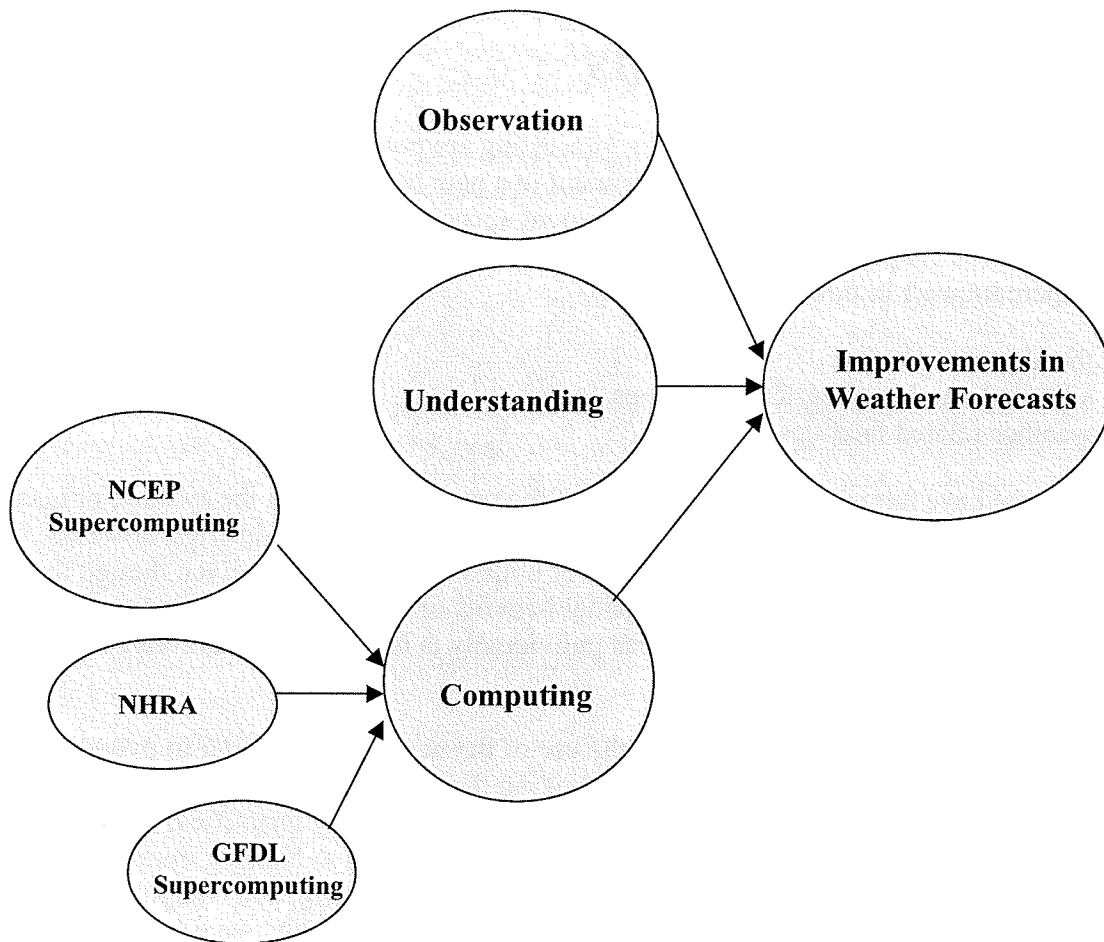 Observation
Understanding
Improvements in
Weather Forecasts
NCEP
Supercomputing
NHRA
Computing
GFDL
Supercomputing